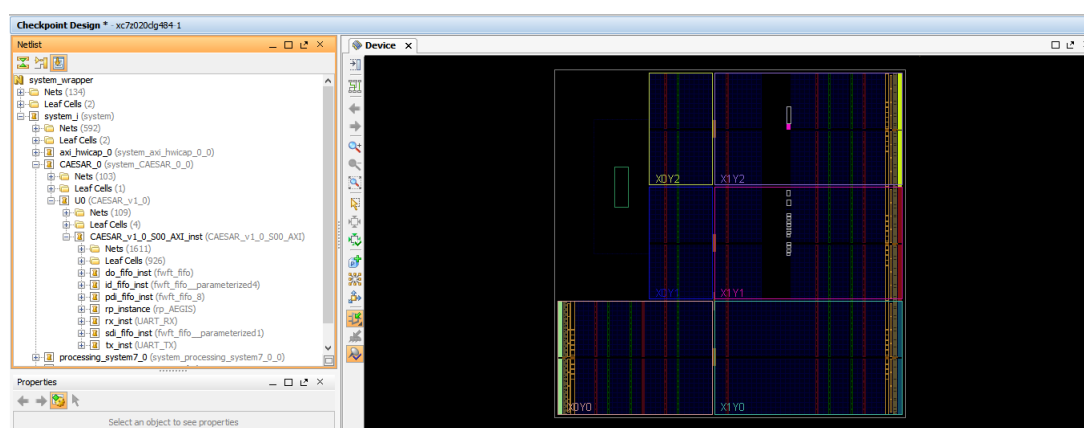 Checkpoint Design * - xc7z020clg484-1
Netlist
system_wrapper
Nets (134)
Leaf Cells (2)
system_i (system)
Nets (592)
Leaf Cells (2)
axi_hwicap_0 (system_axi_hwicap_0_0)
CAESAR_0 (system_CAESAR_0_0)
Nets (103)
Leaf Cells (1)
U0 (CAESAR_v1_0)
Nets (109)
Leaf Cells (4)
CAESAR_v1_0_S00_AXI_inst (CAESAR_v1_0_S00_AXI)
Nets (1611)
Leaf Cells (926)
do_fifo_inst (fwft_fifo)
id_fifo_inst (fwft_fifo__parameterized4)
pdi_fifo_inst (fwft_fifo_8)
rp_instance (rp_AEGIS)
rx_inst (UART_RX)
sdi_fifo_inst (fwft_fifo__parameterized1)
tx_inst (UART_TX)
processing_system7_0 (system_processing_system7_0_0)
Properties
Select an object to see properties
Device
X0Y2 X1Y2
X0Y1 X1Y1
X0Y0 X1Y0